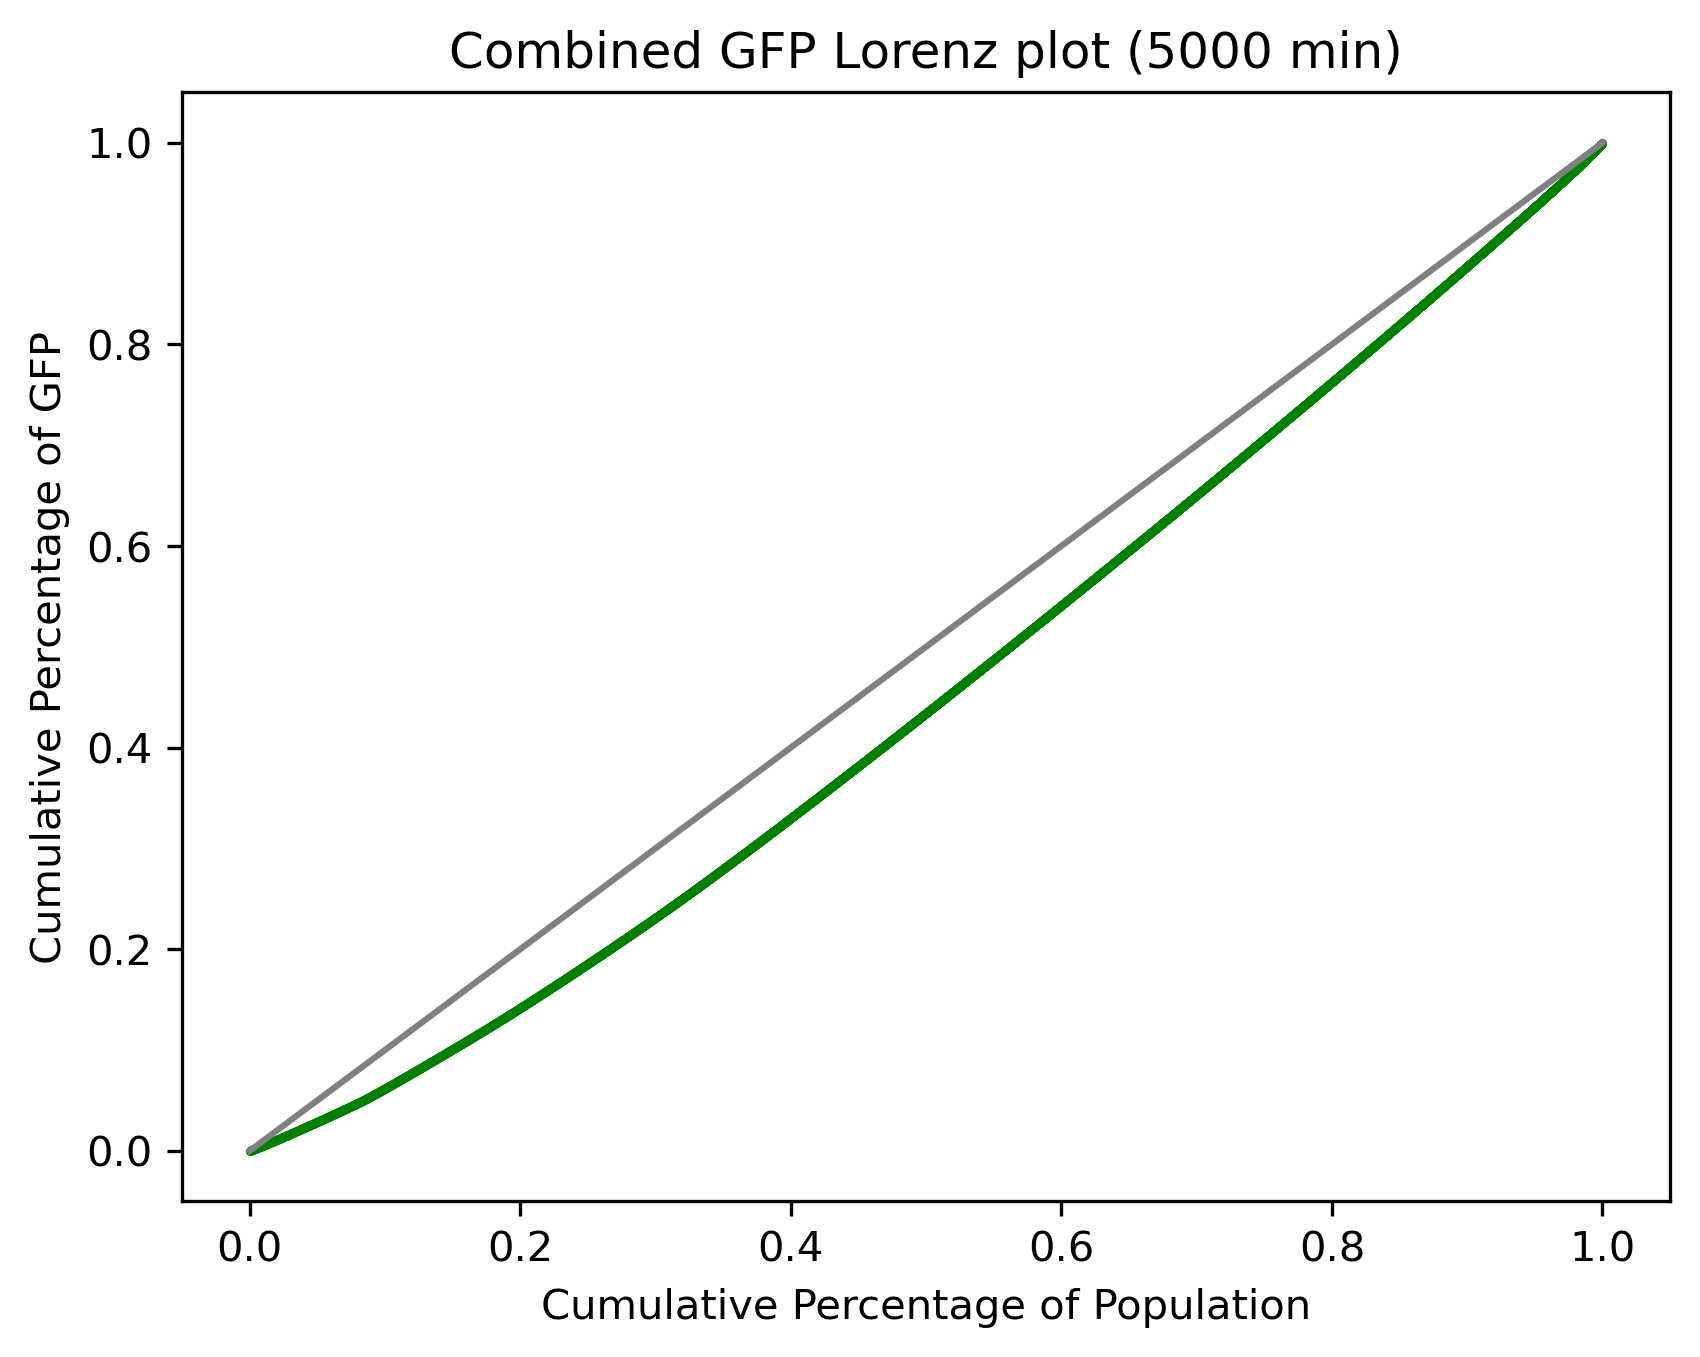 Combined GFP Lorenz plot (5000 min)
Cumulative Percentage of GFP
1.0
0.8
0.6
0.4
0.2
0.0
0.0 0.2 0.4 0.6 0.8 1.0
Cumulative Percentage of Population